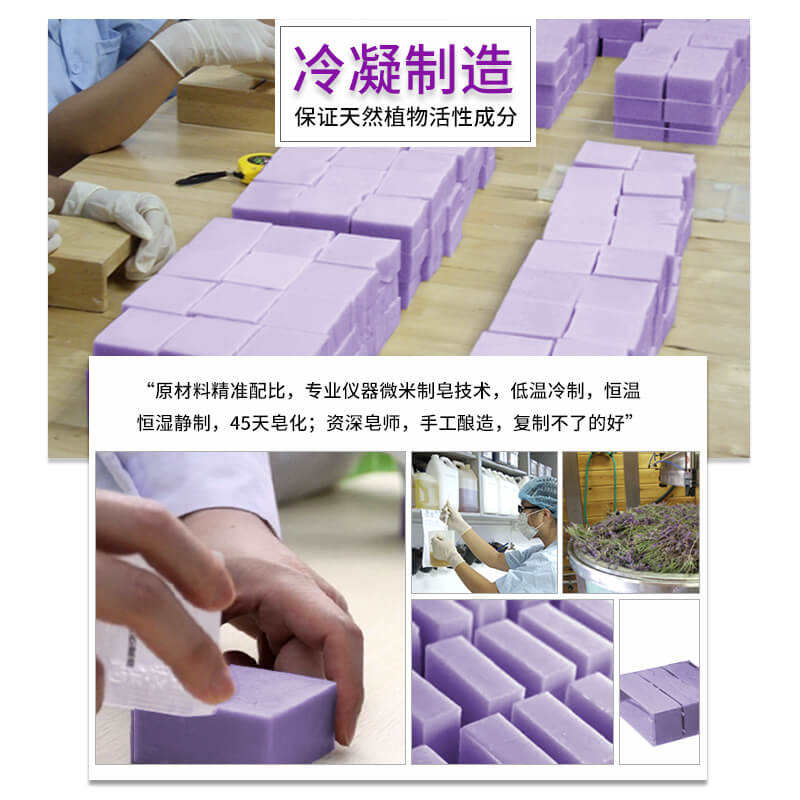 冷凝制造
保证天然植物活性成分
“原材料精准配比，专业仪器微米制皂技术，低温冷制，恒温
恒湿静制，45天皂化；资深皂师，手工酿造，复制不了的好”